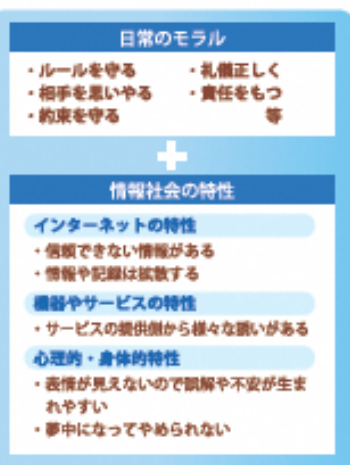 日常のモラル
・ルールを守る ・礼儀正しく
・相手を思いやる ・責任をもつ
・約束を守る 等
+
情報社会の特性
インターネットの特性
・信頼できない情報がある
・情報や記録は拡散する
機器やサービスの特性
・サービスの提供側から様々な誘いがある
心理的・身体的特性
・表情が見えないので誤解や不安が生ま
れやすい
・夢中になってやめられない